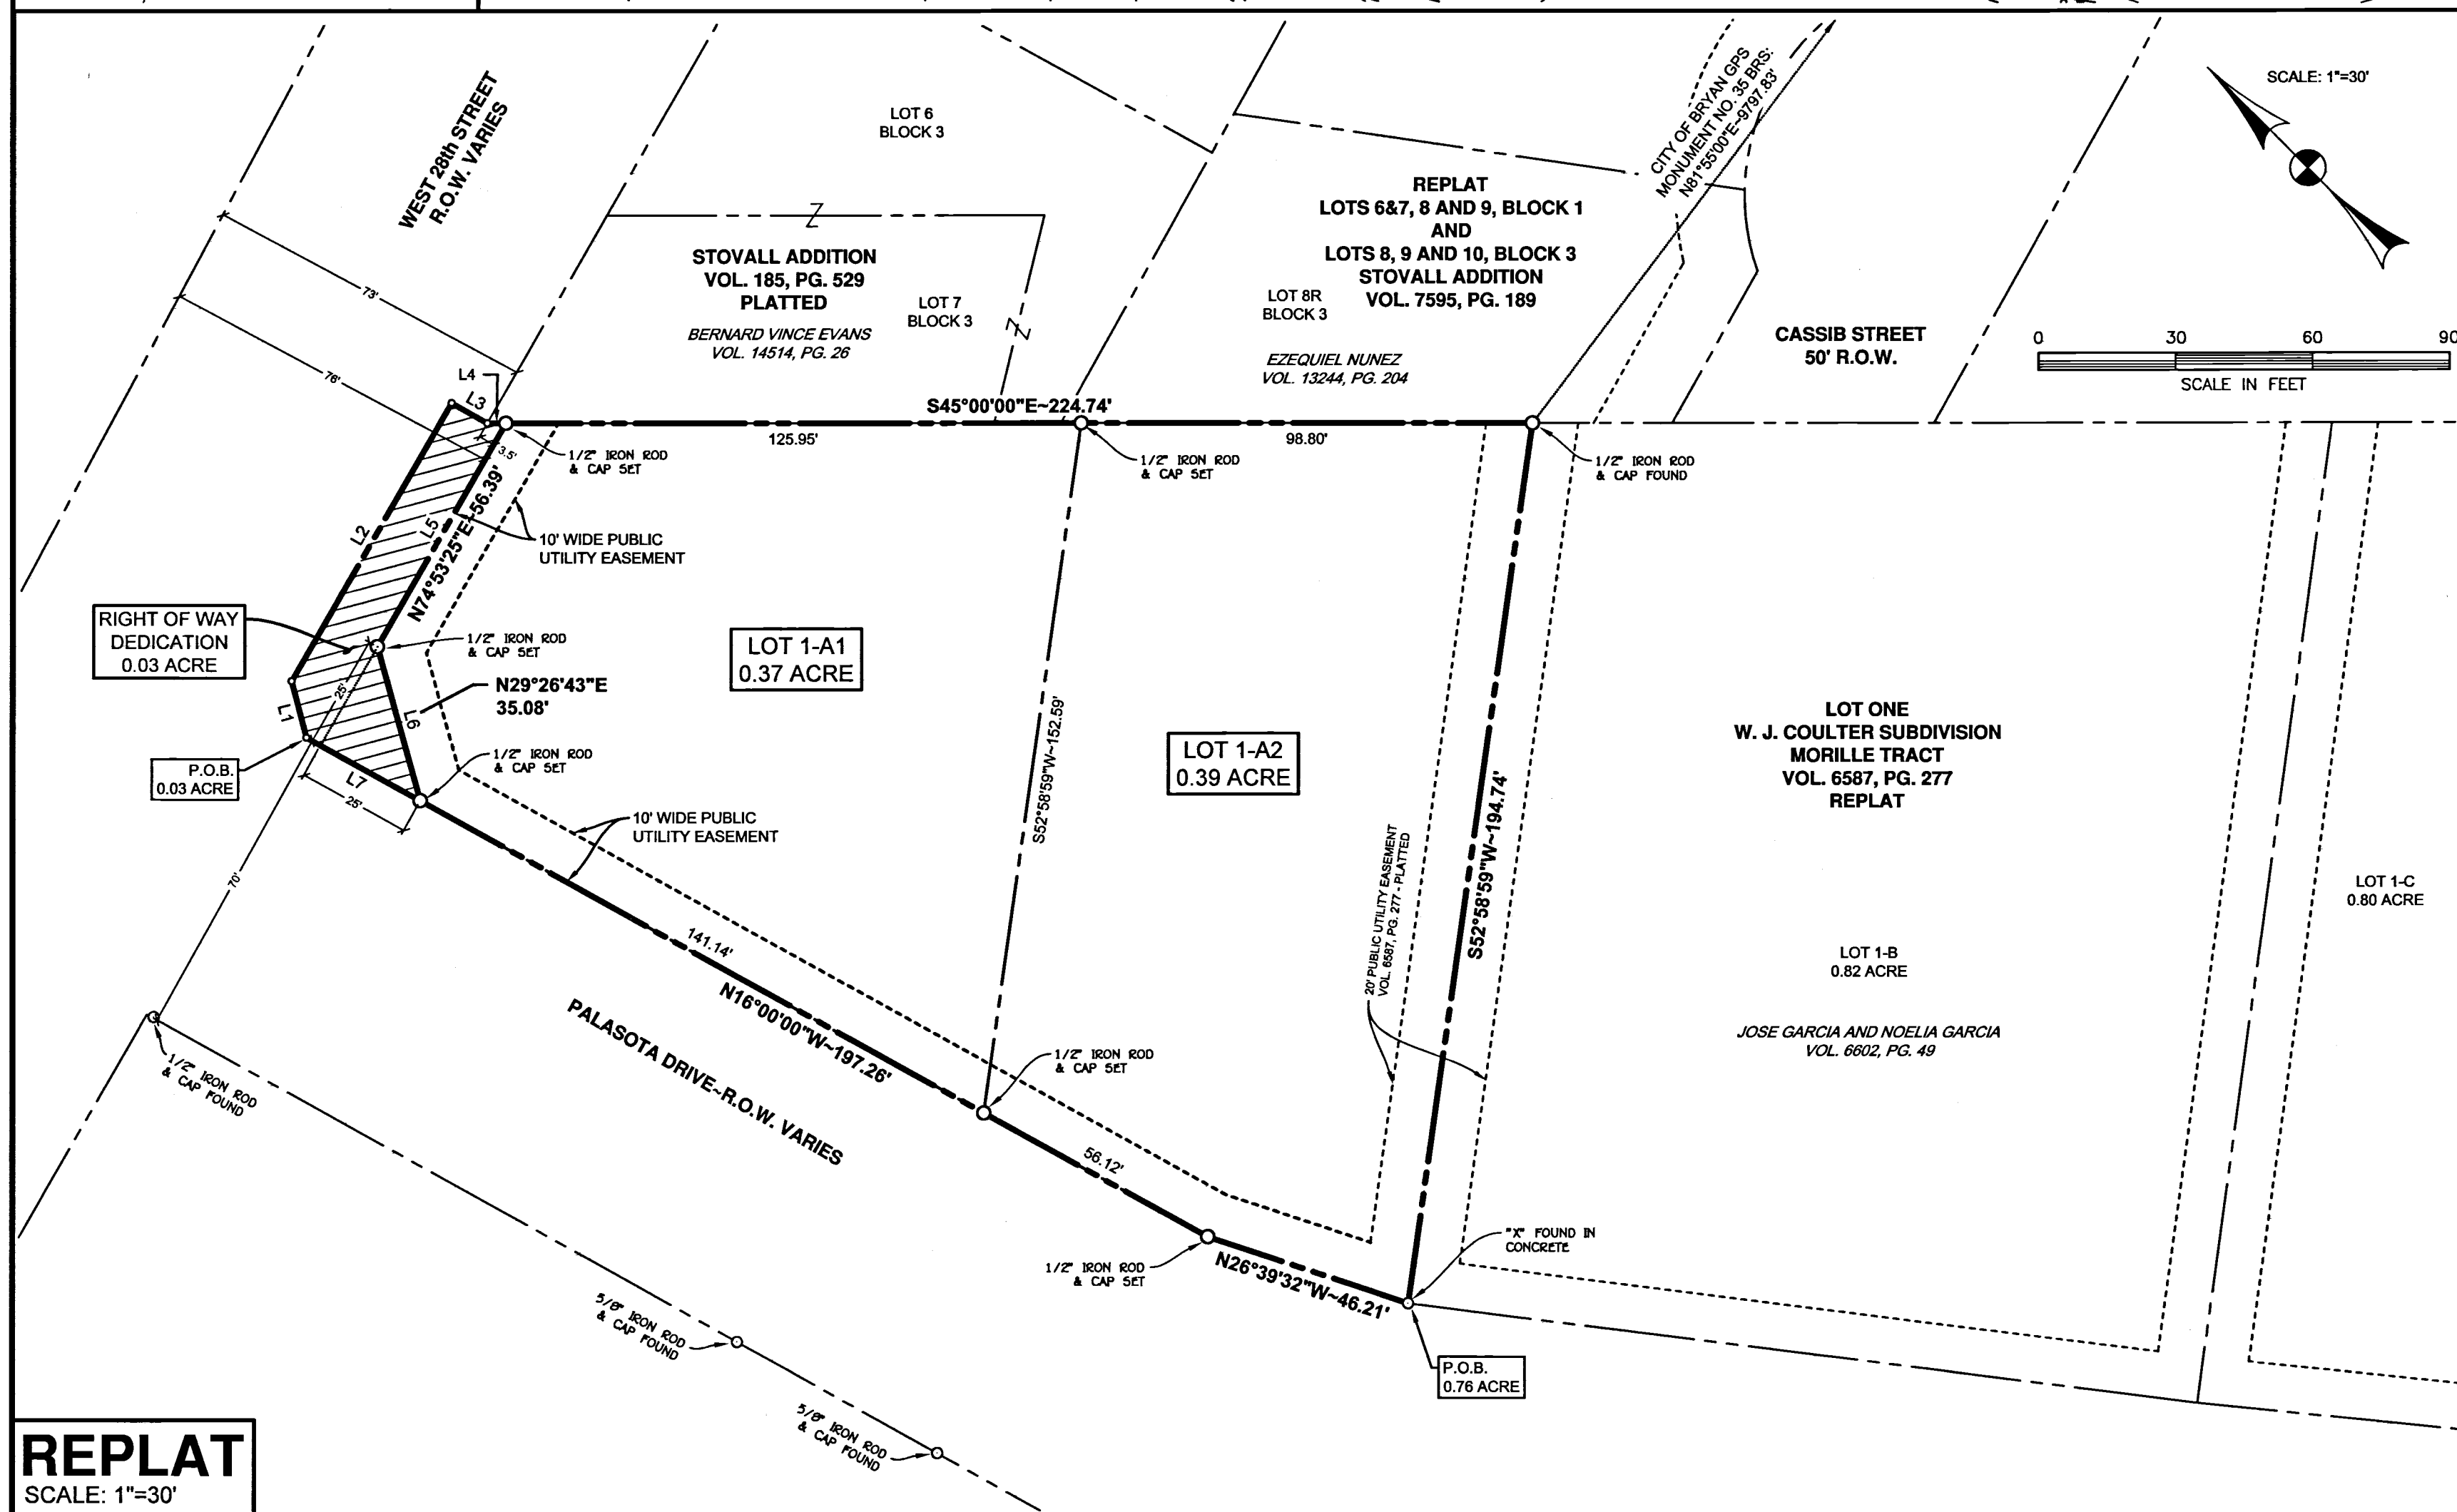 WEST 28th STREET
R.O.W. VARIES
LOT 6
BLOCK 3
CITY OF BRYAN GPS
MONUMENT NO. 35 BRS:
N81°55'00"E~9797.83'
SCALE: 1"=30'
REPLAT
LOTS 6&7, 8 AND 9, BLOCK 1
AND
LOTS 8, 9 AND 10, BLOCK 3
STOVALL ADDITION
VOL. 7595, PG. 189
STOVALL ADDITION
VOL. 185, PG. 529
PLATTED
BERNARD VINCE EVANS
VOL. 14514, PG. 26
LOT 7
BLOCK 3
LOT 8R
BLOCK 3
EZEQUIEL NUNEZ
VOL. 13244, PG. 204
CASSIB STREET
50' R.O.W.
0 30 60 90
SCALE IN FEET
73'
76'
L4
L3
S45°00'00"E~224.74'
125.95'
98.80'
3.5'
1/2" IRON ROD
& CAP SET
1/2" IRON ROD
& CAP SET
1/2" IRON ROD
& CAP FOUND
L2
L5
N74°53'25"E~56.39'
10' WIDE PUBLIC
UTILITY EASEMENT
RIGHT OF WAY
DEDICATION
0.03 ACRE
1/2" IRON ROD
& CAP SET
LOT 1-A1
0.37 ACRE
25'
N29°26'43"E
35.08'
L1
L6
P.O.B.
0.03 ACRE
L7
25'
1/2" IRON ROD
& CAP SET
S52°58'59"W~152.59'
LOT 1-A2
0.39 ACRE
S52°58'59"W~194.74'
LOT ONE
W. J. COULTER SUBDIVISION
MORILLE TRACT
VOL. 6587, PG. 277
REPLAT
10' WIDE PUBLIC
UTILITY EASEMENT
20' PUBLIC UTILITY EASEMENT
VOL. 6587, PG. 277 - PLATTED
70'
141.14'
N16°00'00"W~197.26'
LOT 1-C
0.80 ACRE
LOT 1-B
0.82 ACRE
JOSE GARCIA AND NOELIA GARCIA
VOL. 6602, PG. 49
PALASOTA DRIVE~R.O.W. VARIES
1/2" IRON ROD
& CAP FOUND
1/2" IRON ROD
& CAP SET
56.12'
1/2" IRON ROD
& CAP SET
N26°39'32"W~46.21'
"X" FOUND IN
CONCRETE
P.O.B.
0.76 ACRE
5/8" IRON ROD
& CAP FOUND
5/8" IRON ROD
& CAP FOUND
REPLAT
SCALE: 1"=30'